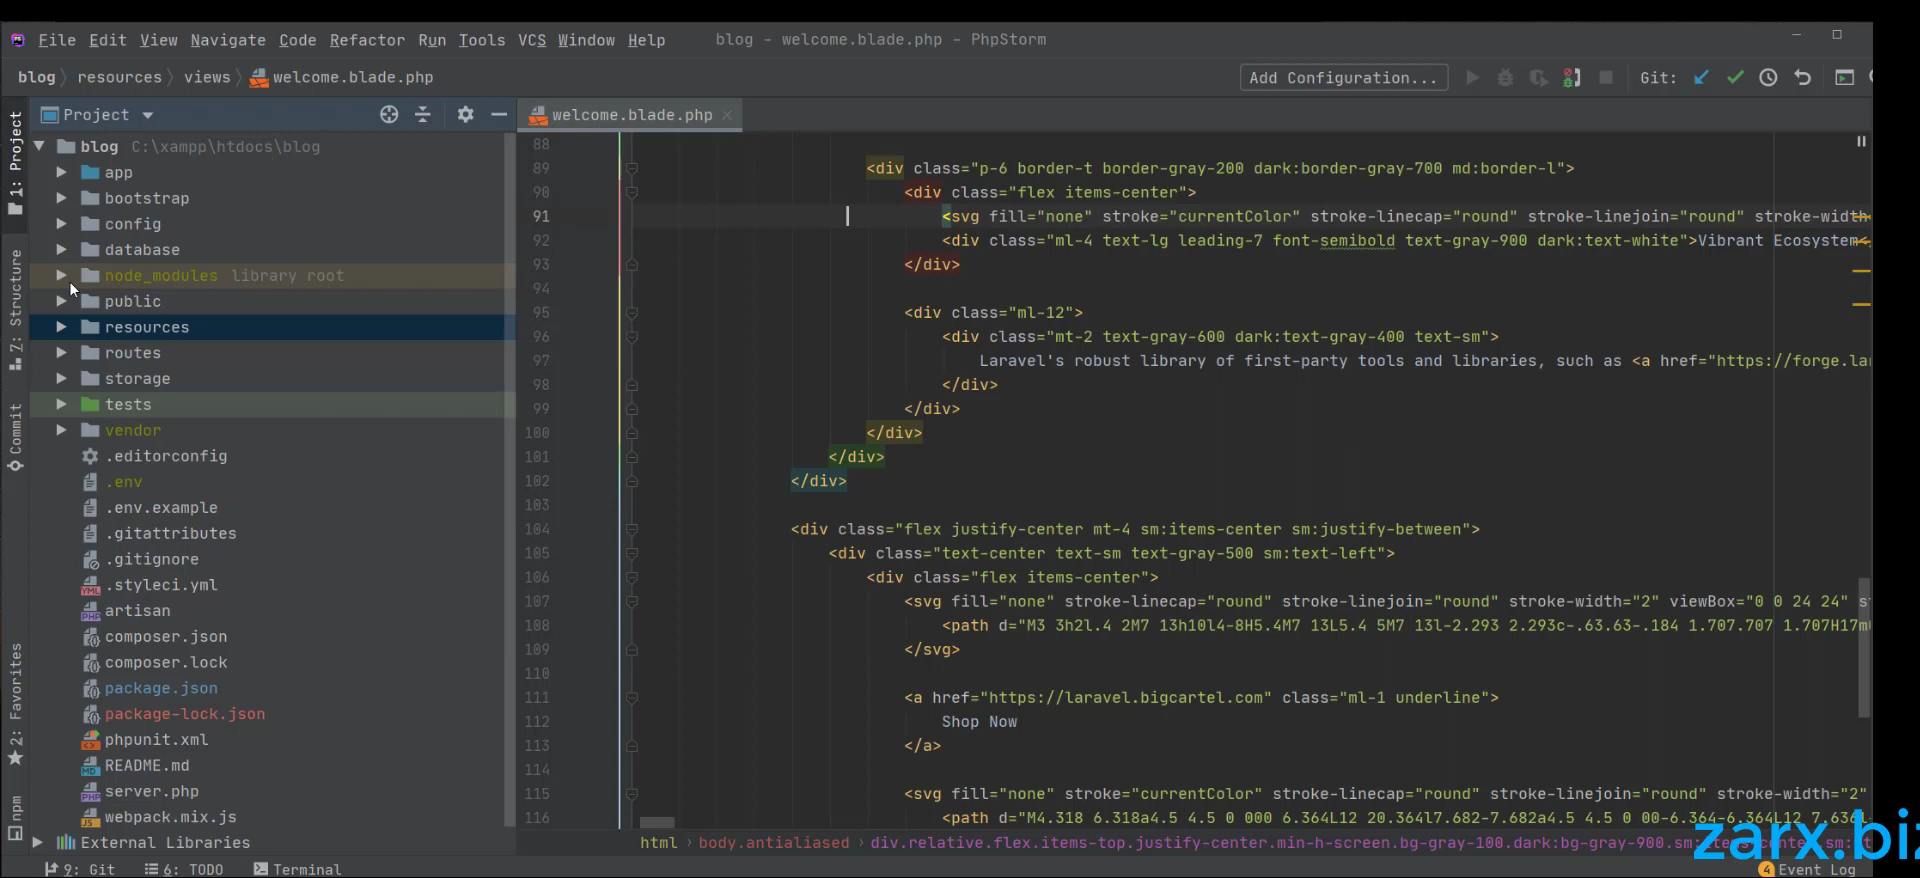 File Edit View Navigate Code Refactor Run Tools VCS Window Help blog - welcome.blade.php - PhpStorm
blog resources views welcome.blade.php Add Configuration... Git:
Project welcome.blade.php
1: Project
7: Structure
Commit
2: Favorites
npm
blog C:\xampp\htdocs\blog
app
bootstrap
config
database
node_modules library root
public
resources
routes
storage
tests
vendor
.editorconfig
.env
.env.example
.gitattributes
.gitignore
.styleci.yml
artisan
composer.json
composer.lock
package.json
package-lock.json
phpunit.xml
README.md
server.php
webpack.mix.js
External Libraries
88
89 <div class="p-6 border-t border-gray-200 dark:border-gray-700 md:border-l">
90 <div class="flex items-center">
91 <svg fill="none" stroke="currentColor" stroke-linecap="round" stroke-linejoin="round" stroke-width
92 <div class="ml-4 text-lg leading-7 font-semibold text-gray-900 dark:text-white">Vibrant Ecosystem<
93 </div>
94
95 <div class="ml-12">
96 <div class="mt-2 text-gray-600 dark:text-gray-400 text-sm">
97 Laravel's robust library of first-party tools and libraries, such as <a href="https://forge.la
98 </div>
99 </div>
100 </div>
101 </div>
102 </div>
103
104 <div class="flex justify-center mt-4 sm:items-center sm:justify-between">
105 <div class="text-center text-sm text-gray-500 sm:text-left">
106 <div class="flex items-center">
107 <svg fill="none" stroke-linecap="round" stroke-linejoin="round" stroke-width="2" viewBox="0 0 24 24" s
108 <path d="M3 3h2l.4 2M7 13h10l4-8H5.4M7 13L5.4 5M7 13l-2.293 2.293c-.63.63-.184 1.707.707 1.707H17m
109 </svg>
110
111 <a href="https://laravel.bigcartel.com" class="ml-1 underline">
112 Shop Now
113 </a>
114
115 <svg fill="none" stroke="currentColor" stroke-linecap="round" stroke-linejoin="round" stroke-width="2"
116 <path d="M4.318 6.318a4.5 4.5 0 000 6.364L12 20.364l7.682-7.682a4.5 4.5 0 00-6.364-6.364L12 7.636l
html body.antialiased div.relative.flex.items-top.justify-center.min-h-screen.bg-gray-100.dark:bg-gray-900.sm:items-center.sm:
zarx.biz
9: Git 6: TODO Terminal 4 Event Log